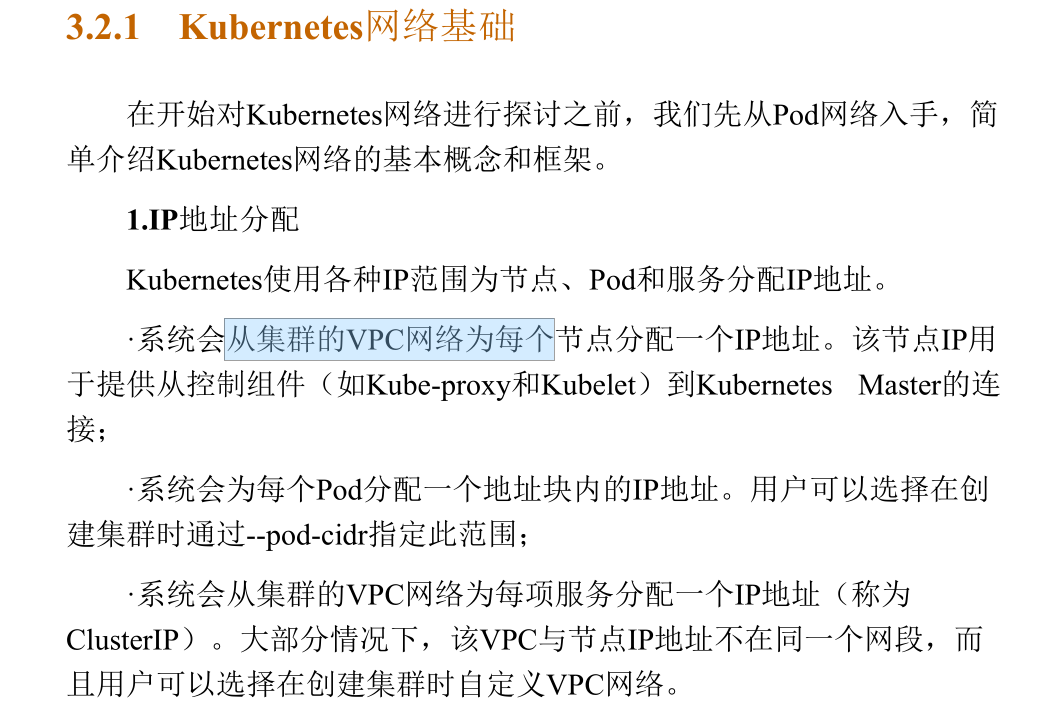 3.2.1 Kubernetes网络基础
在开始对Kubernetes网络进行探讨之前，我们先从Pod网络入手，简
单介绍Kubernetes网络的基本概念和框架。
1.IP地址分配
Kubernetes使用各种IP范围为节点、Pod和服务分配IP地址。
·系统会从集群的VPC网络为每个节点分配一个IP地址。该节点IP用
于提供从控制组件（如Kube-proxy和Kubelet）到Kubernetes Master的连
接；
·系统会为每个Pod分配一个地址块内的IP地址。用户可以选择在创
建集群时通过--pod-cidr指定此范围；
·系统会从集群的VPC网络为每项服务分配一个IP地址（称为
ClusterIP）。大部分情况下，该VPC与节点IP地址不在同一个网段，而
且用户可以选择在创建集群时自定义VPC网络。